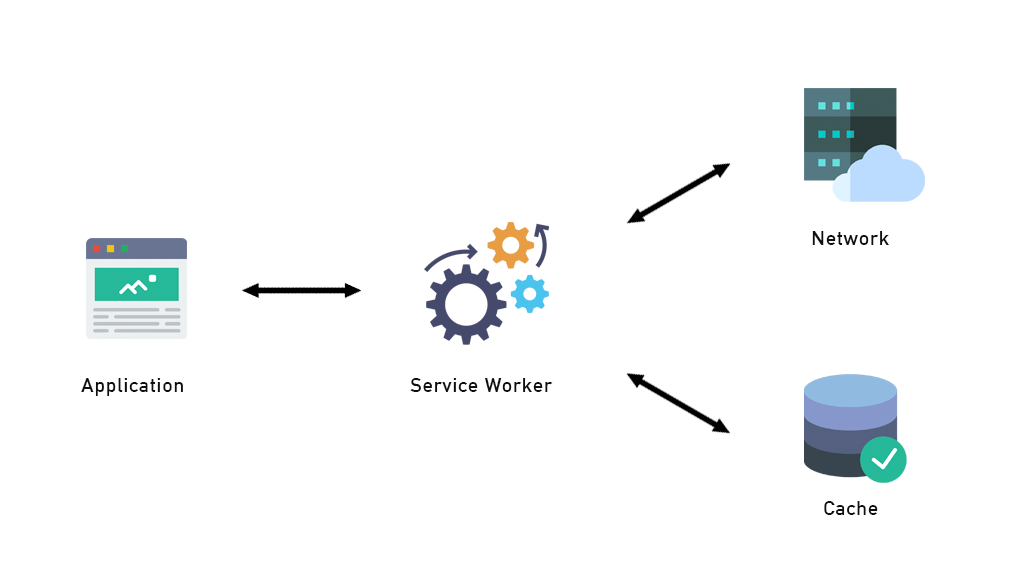 Network
Application
Service Worker
Cache